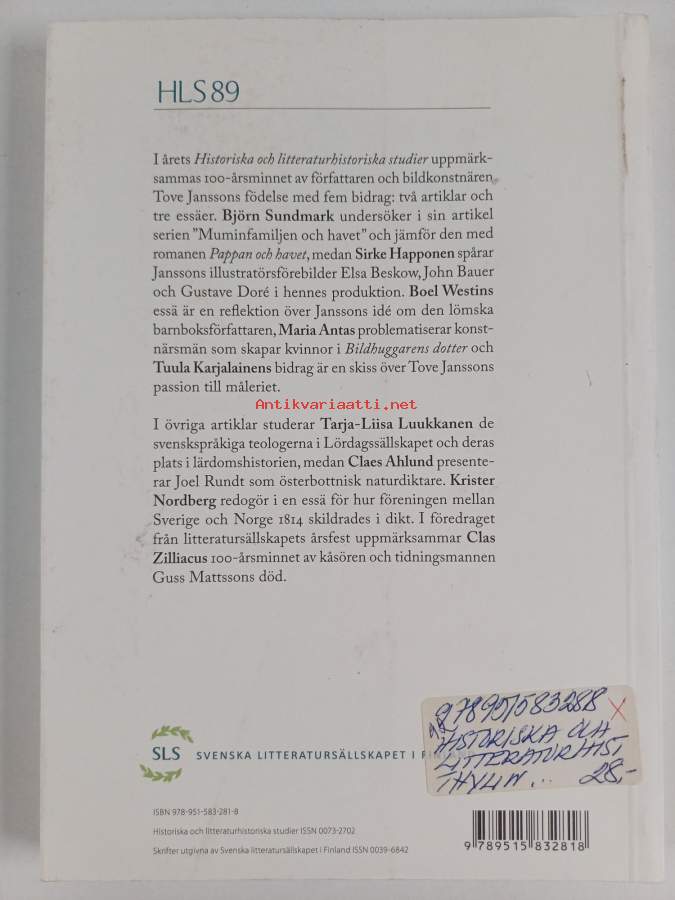 HLS 89
I årets Historiska och litteraturhistoriska studier uppmärk-
sammas 100-årsminnet av författaren och bildkonstnären
Tove Janssons födelse med fem bidrag: två artiklar och
tre essäer. Björn Sundmark undersöker i sin artikel
serien ”Muminfamiljen och havet” och jämför den med
romanen Pappan och havet, medan Sirke Happonen spårar
Janssons illustratörsförebilder Elsa Beskow, John Bauer
och Gustave Doré i hennes produktion. Boel Westins
essä är en reflektion över Janssons idé om den lömska
barnboksförfattaren, Maria Antas problematiserar konst-
närsmän som skapar kvinnor i Bildhuggarens dotter och
Tuula Karjalainens bidrag är en skiss över Tove Janssons
passion till måleriet.
Antikvariaatti.net
I övriga artiklar studerar Tarja-Liisa Luukkanen de
svenskspråkiga teologerna i Lördagssällskapet och deras
plats i lärdomshistorien, medan Claes Ahlund presente-
rar Joel Rundt som österbottnisk naturdiktare. Krister
Nordberg redogör i en essä för hur föreningen mellan
Sverige och Norge 1814 skildrades i dikt. I föredraget
från litteratursällskapets årsfest uppmärksammar Clas
Zilliacus 100-årsminnet av kåsören och tidningsmannen
Guss Mattssons död.
SLS SVENSKA LITTERATURSÄLLSKAPET I
HISTORISKA OCH
LITTERATURHIST
... 28,-
ISBN 978-951-583-281-8
Historiska och litteraturhistoriska studier ISSN 0073-2702
Skrifter utgivna av Svenska litteratursällskapet i Finland ISSN 0039-6842
9 789515 832818